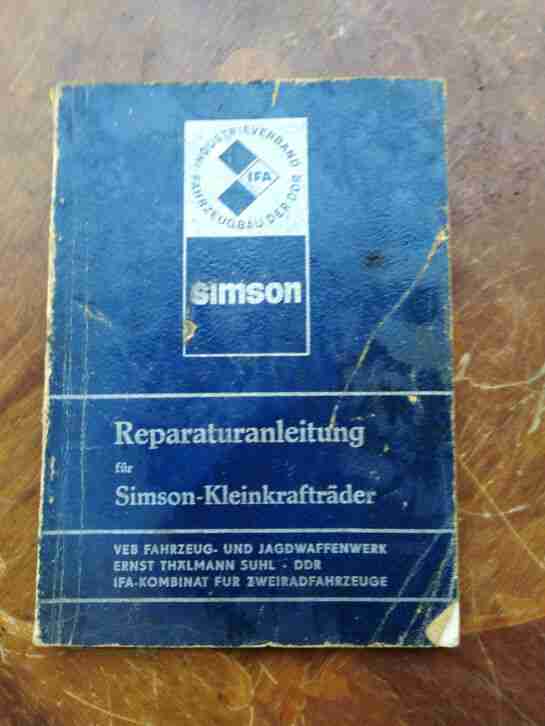 INDUSTRIEVERBAND
FAHRZEUGBAU DER DDR
IFA
simson
Reparaturanleitung
für
Simson-Kleinkrafträder
VEB FAHRZEUG- UND JAGDWAFFENWERK
ERNST THÄLMANN SUHL - DDR
IFA-KOMBINAT FÜR ZWEIRADFAHRZEUGE